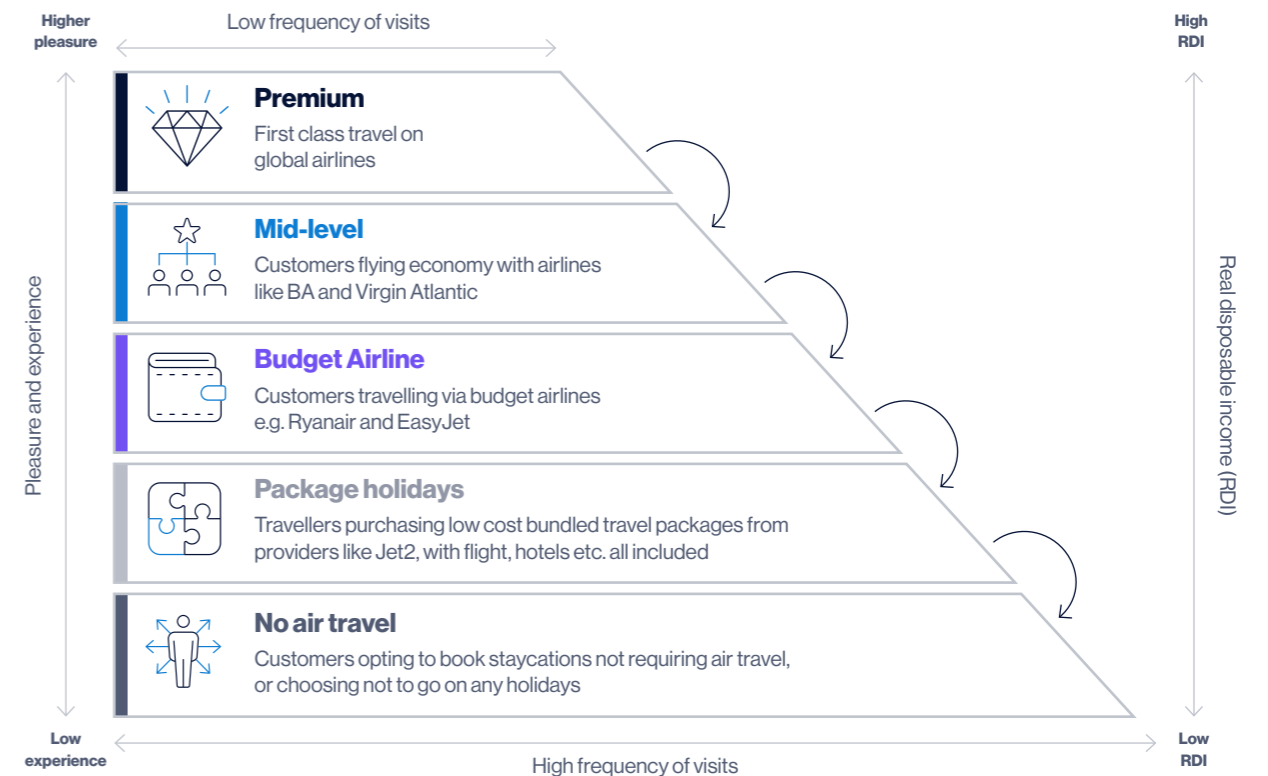 Higher
pleasure
Low frequency of visits
High
RDI
Premium
First class travel on
global airlines
Mid-level
Customers flying economy with airlines
like BA and Virgin Atlantic
Pleasure and experience
Real disposable income (RDI)
Budget Airline
Customers travelling via budget airlines
e.g. Ryanair and EasyJet
Package holidays
Travellers purchasing low cost bundled travel packages from
providers like Jet2, with flight, hotels etc. all included
No air travel
Customers opting to book staycations not requiring air travel,
or choosing not to go on any holidays
Low
experience
High frequency of visits
Low
RDI